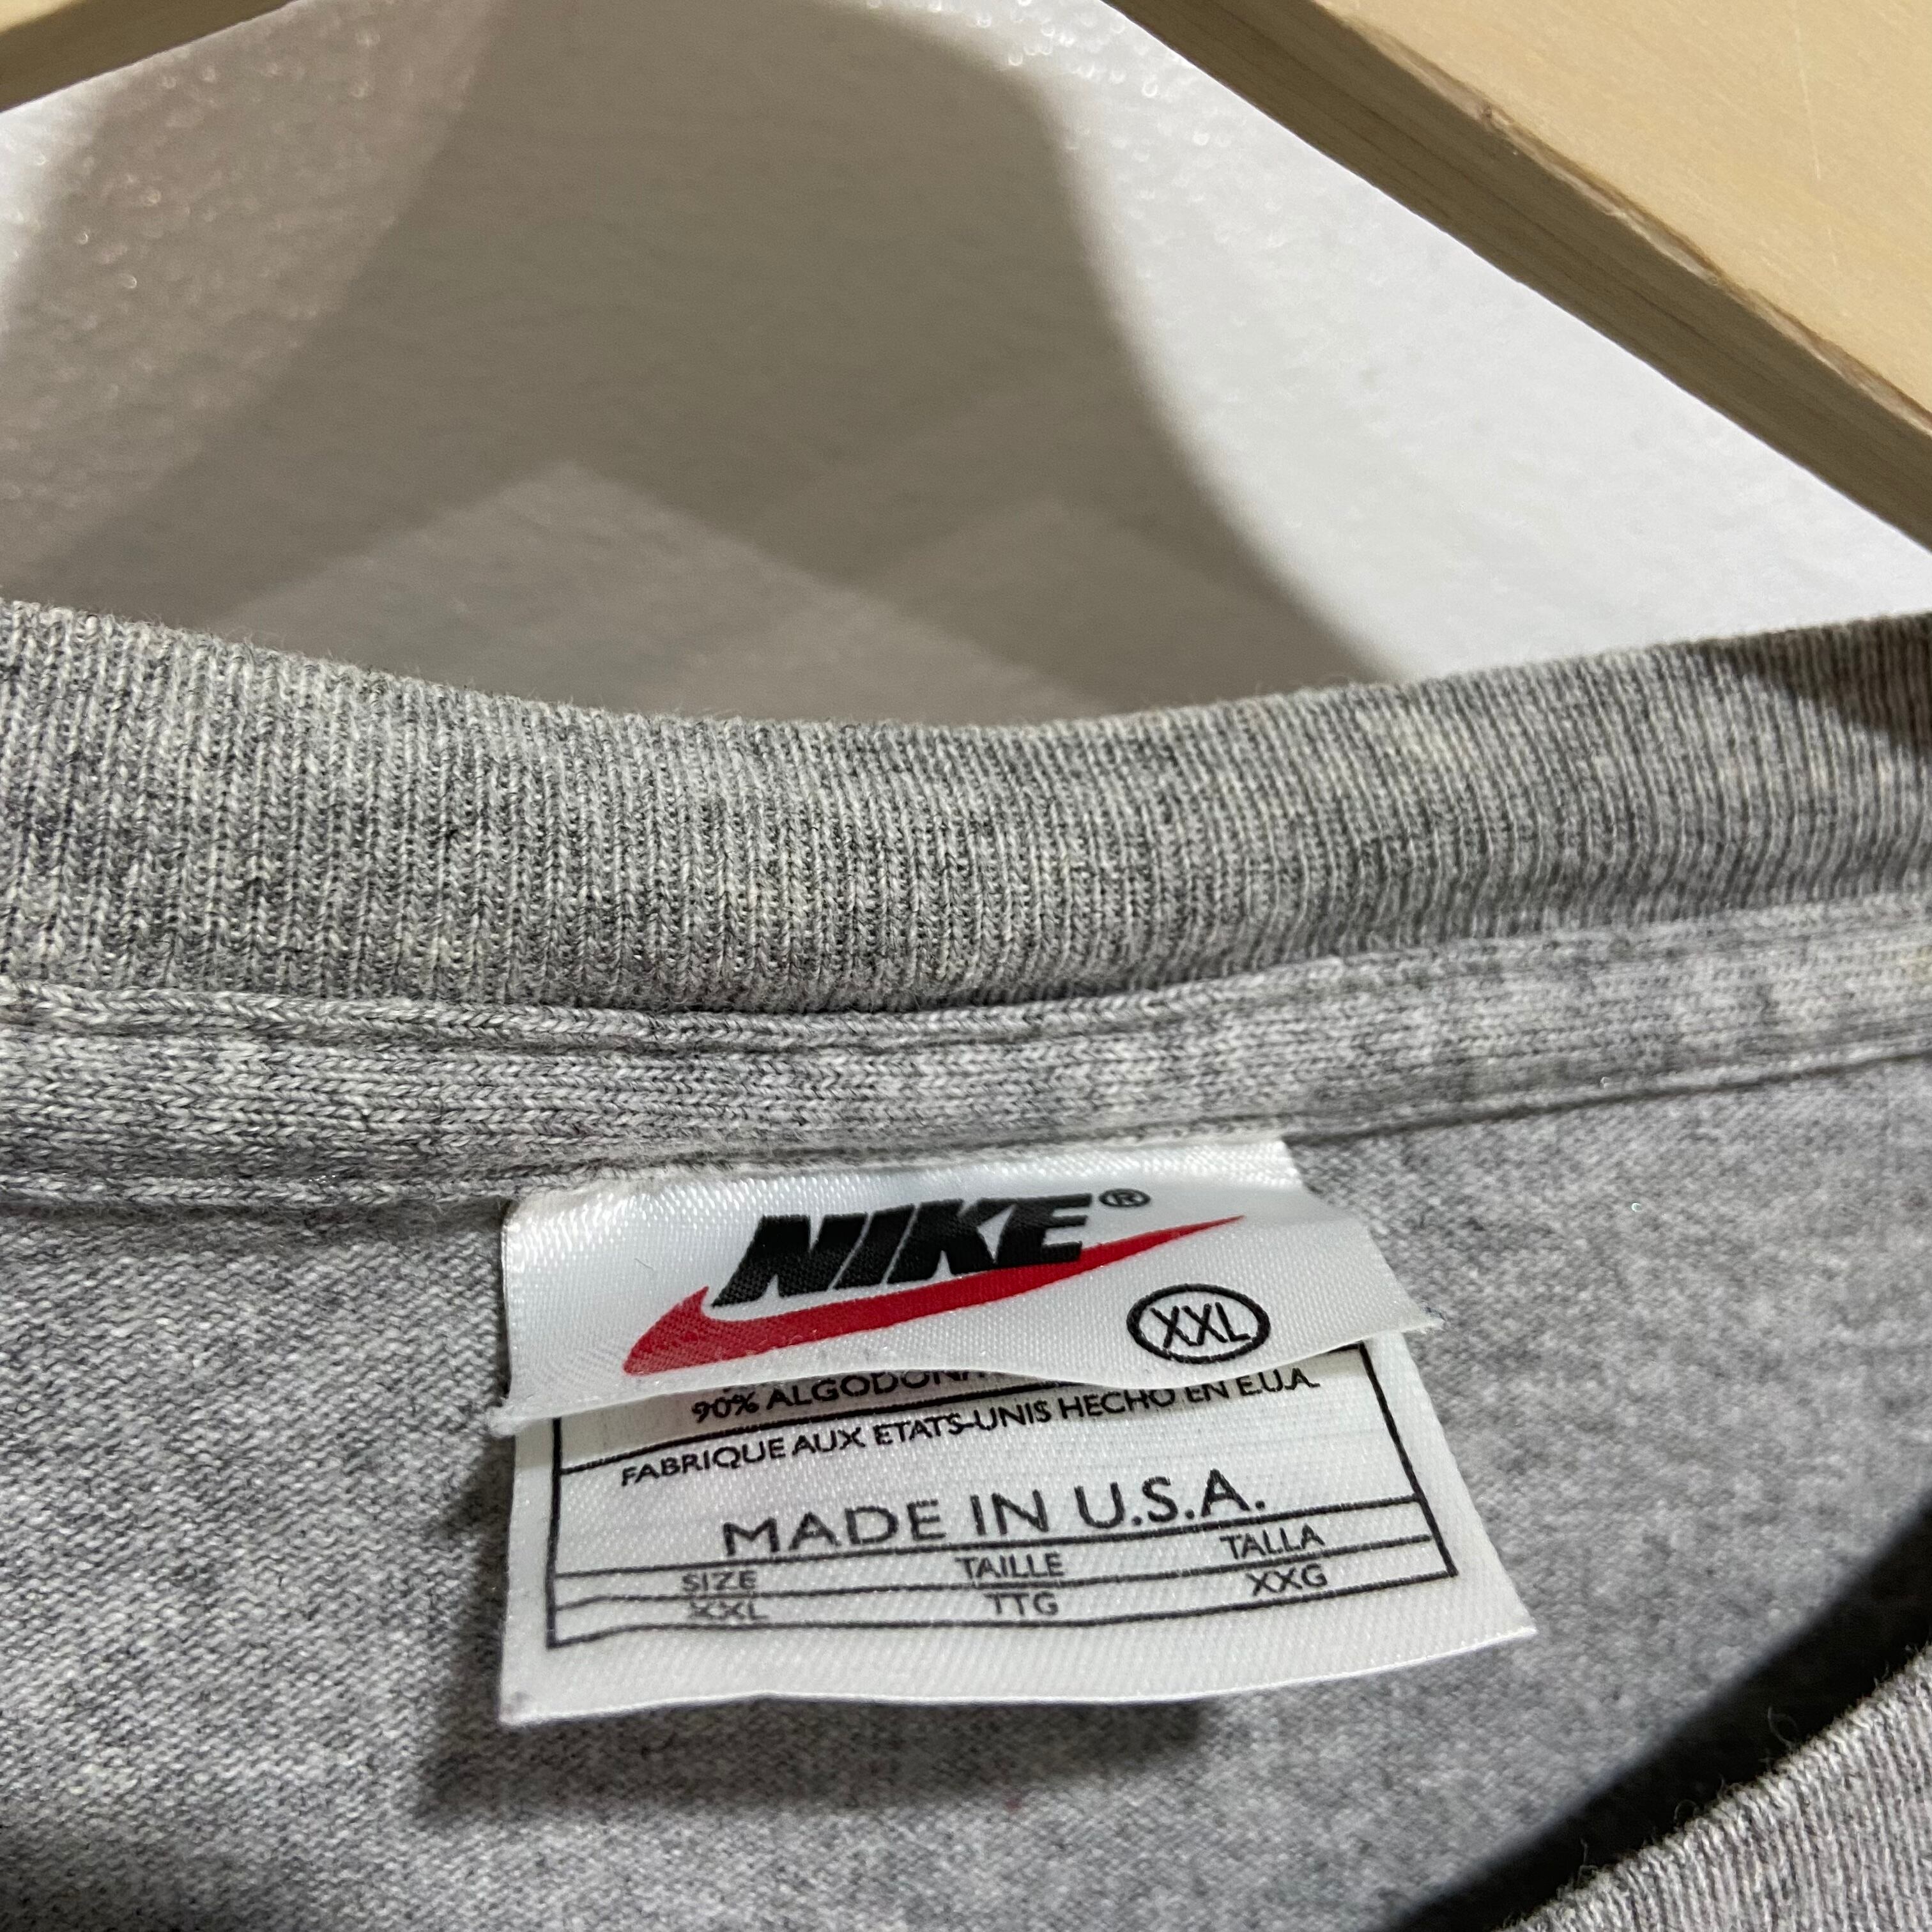 NIKE®
XXL
90% ALGODON
FABRIQUE AUX ETATS-UNIS HECHO EN E.U.A.
MADE IN U.S.A.
SIZE TAILLE TALLA
XXL TTG XXG